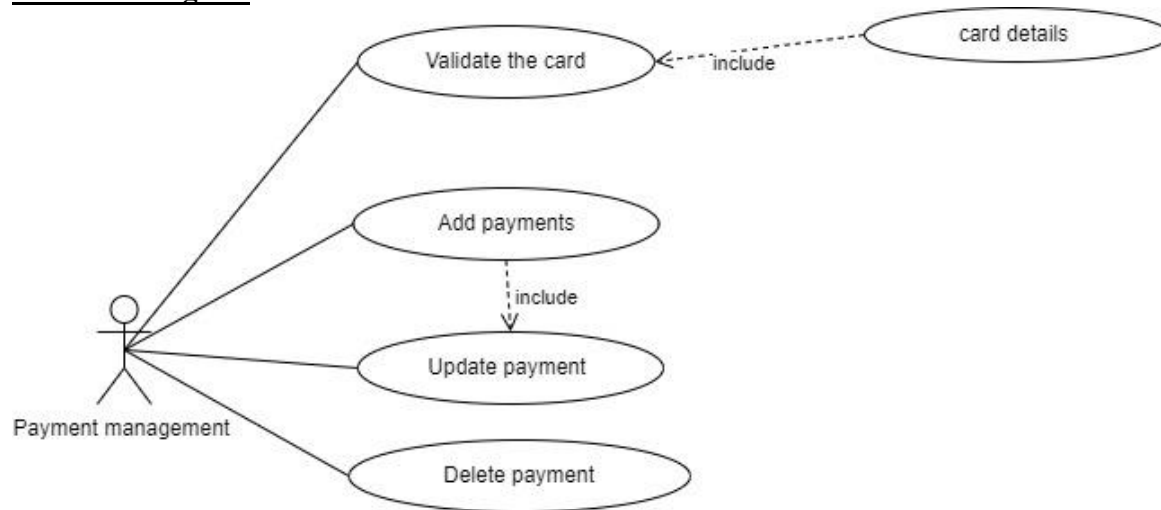 Validate the card
card details
include
Add payments
include
Update payment
Payment management
Delete payment